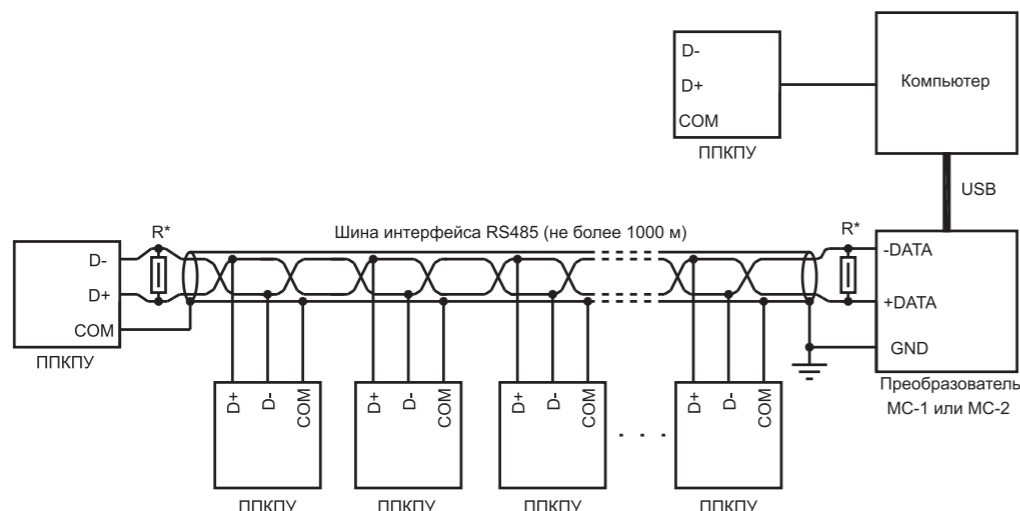 D-
D+
COM
ППКПУ
Компьютер
USB
R*
Шина интерфейса RS485 (не более 1000 м)
R*
D-
D+
COM
ППКПУ
-DATA
+DATA
GND
Преобразователь
МС-1 или МС-2
D+
D-
COM
D+
D-
COM
D+
D-
COM
D+
D-
COM
ППКПУ
ППКПУ
ППКПУ
ППКПУ